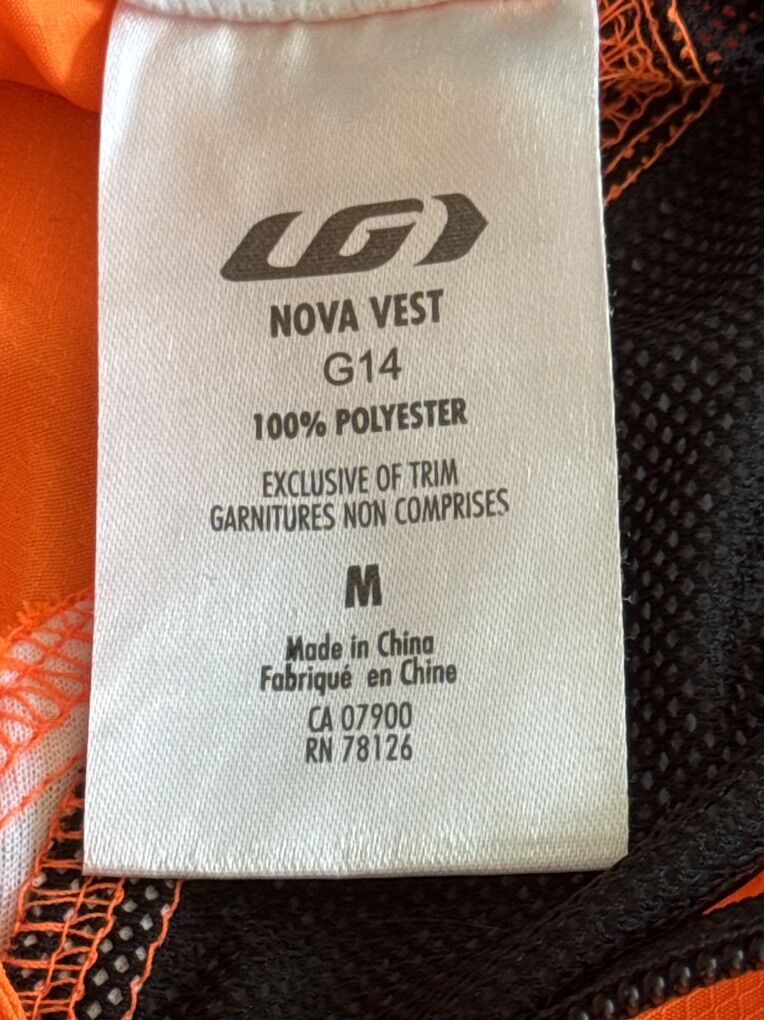 LG
NOVA VEST
G14
100% POLYESTER
EXCLUSIVE OF TRIM
GARNITURES NON COMPRISES
M
Made in China
Fabriqué en Chine
CA 07900
RN 78126